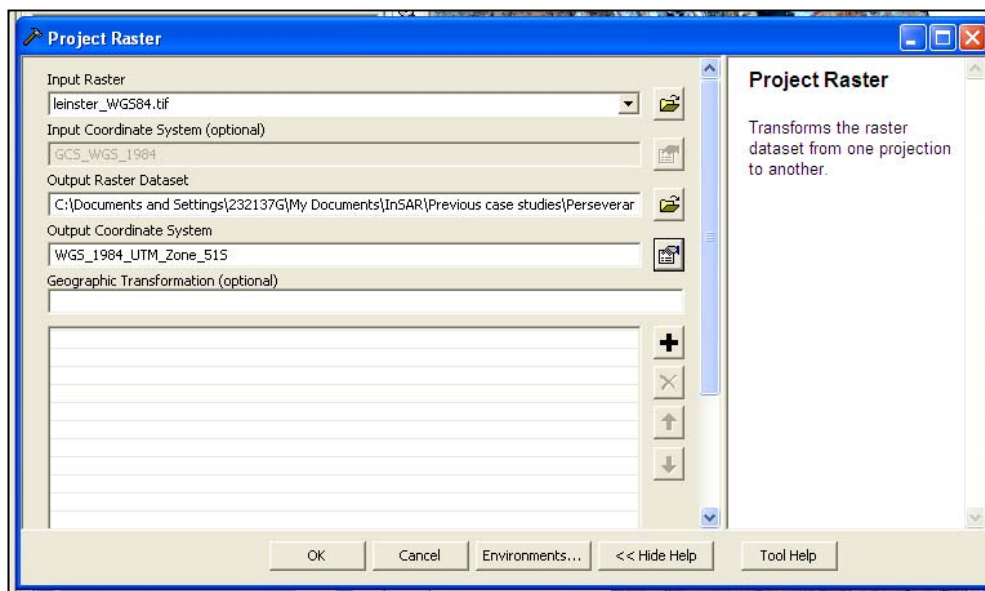 Project Raster
Input Raster
leinster_WGS84.tif
Input Coordinate System (optional)
GCS_WGS_1984
Output Raster Dataset
C:\Documents and Settings\232137G\My Documents\InSAR\Previous case studies\Perseverar
Output Coordinate System
WGS_1984_UTM_Zone_51S
Geographic Transformation (optional)
OK
Cancel
Environments...
<< Hide Help
Tool Help
Project Raster
Transforms the raster
dataset from one projection
to another.